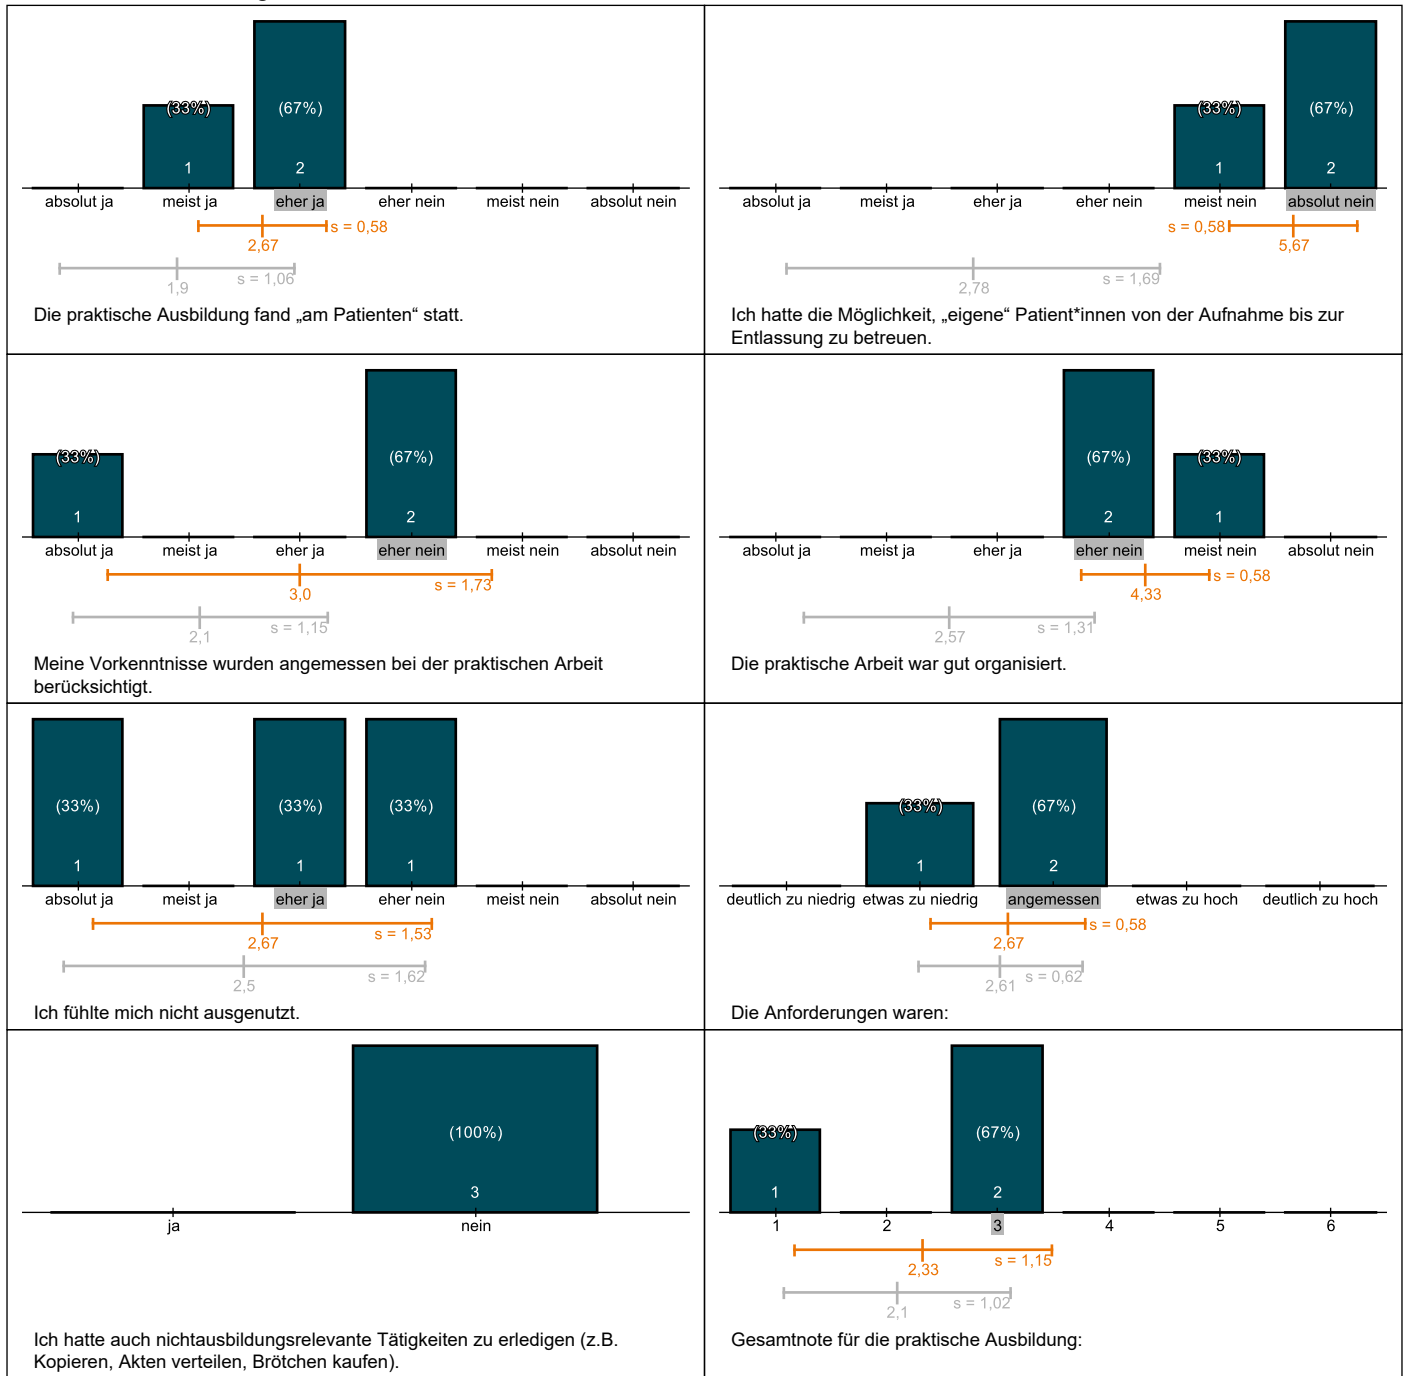 (33%)
(67%)
1
2
absolut ja
meist ja
eher ja
eher nein
meist nein
absolut nein
s = 0,58
2,67
s = 1,06
1,9
Die praktische Ausbildung fand „am Patienten“ statt.
(33%)
(67%)
1
2
absolut ja
meist ja
eher ja
eher nein
meist nein
absolut nein
s = 0,58
5,67
s = 1,69
2,78
Ich hatte die Möglichkeit, „eigene“ Patient*innen von der Aufnahme bis zur
Entlassung zu betreuen.
(33%)
(67%)
1
2
absolut ja
meist ja
eher ja
eher nein
meist nein
absolut nein
s = 1,73
3,0
s = 1,15
2,1
Meine Vorkenntnisse wurden angemessen bei der praktischen Arbeit
berücksichtigt.
(67%)
(33%)
2
1
absolut ja
meist ja
eher ja
eher nein
meist nein
absolut nein
s = 0,58
4,33
s = 1,31
2,57
Die praktische Arbeit war gut organisiert.
(33%)
(33%)
(33%)
1
1
1
absolut ja
meist ja
eher ja
eher nein
meist nein
absolut nein
s = 1,53
2,67
s = 1,62
2,5
Ich fühlte mich nicht ausgenutzt.
(33%)
(67%)
1
2
deutlich zu niedrig
etwas zu niedrig
angemessen
etwas zu hoch
deutlich zu hoch
s = 0,58
2,67
s = 0,62
2,61
Die Anforderungen waren:
(100%)
3
ja
nein
Ich hatte auch nichtausbildungsrelevante Tätigkeiten zu erledigen (z.B.
Kopieren, Akten verteilen, Brötchen kaufen).
(33%)
(67%)
1
2
1
2
3
4
5
6
s = 1,15
2,33
s = 1,02
2,1
Gesamtnote für die praktische Ausbildung: